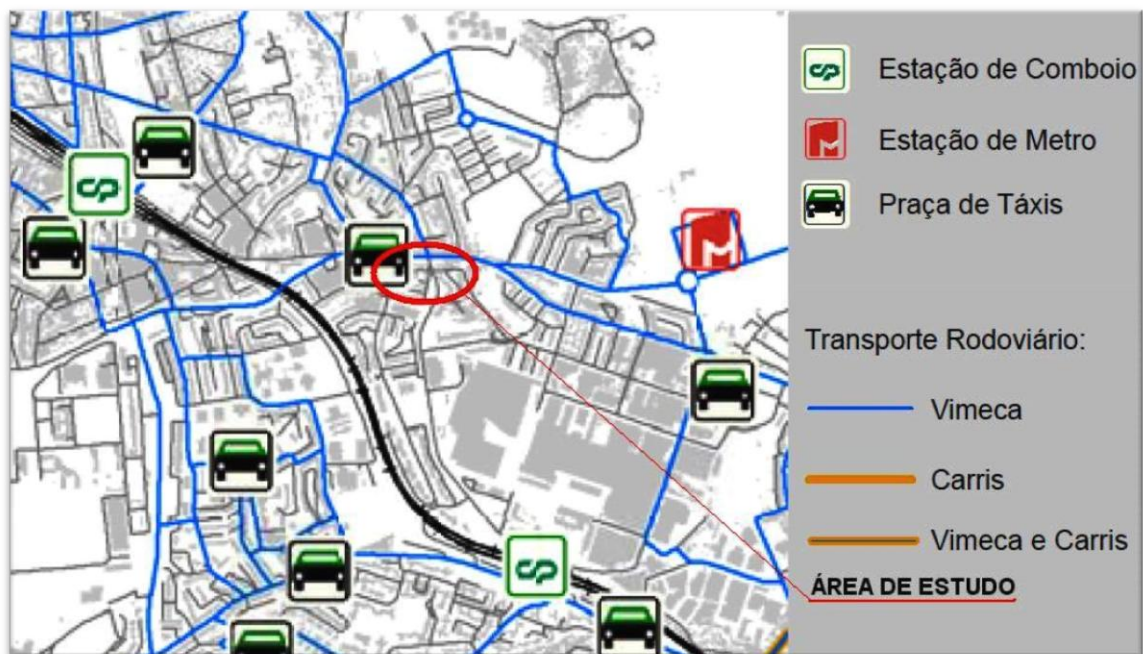 Estação de Comboio
Estação de Metro
Praça de Táxis
Transporte Rodoviário:
Vimeca
Carris
Vimeca e Carris
ÁREA DE ESTUDO